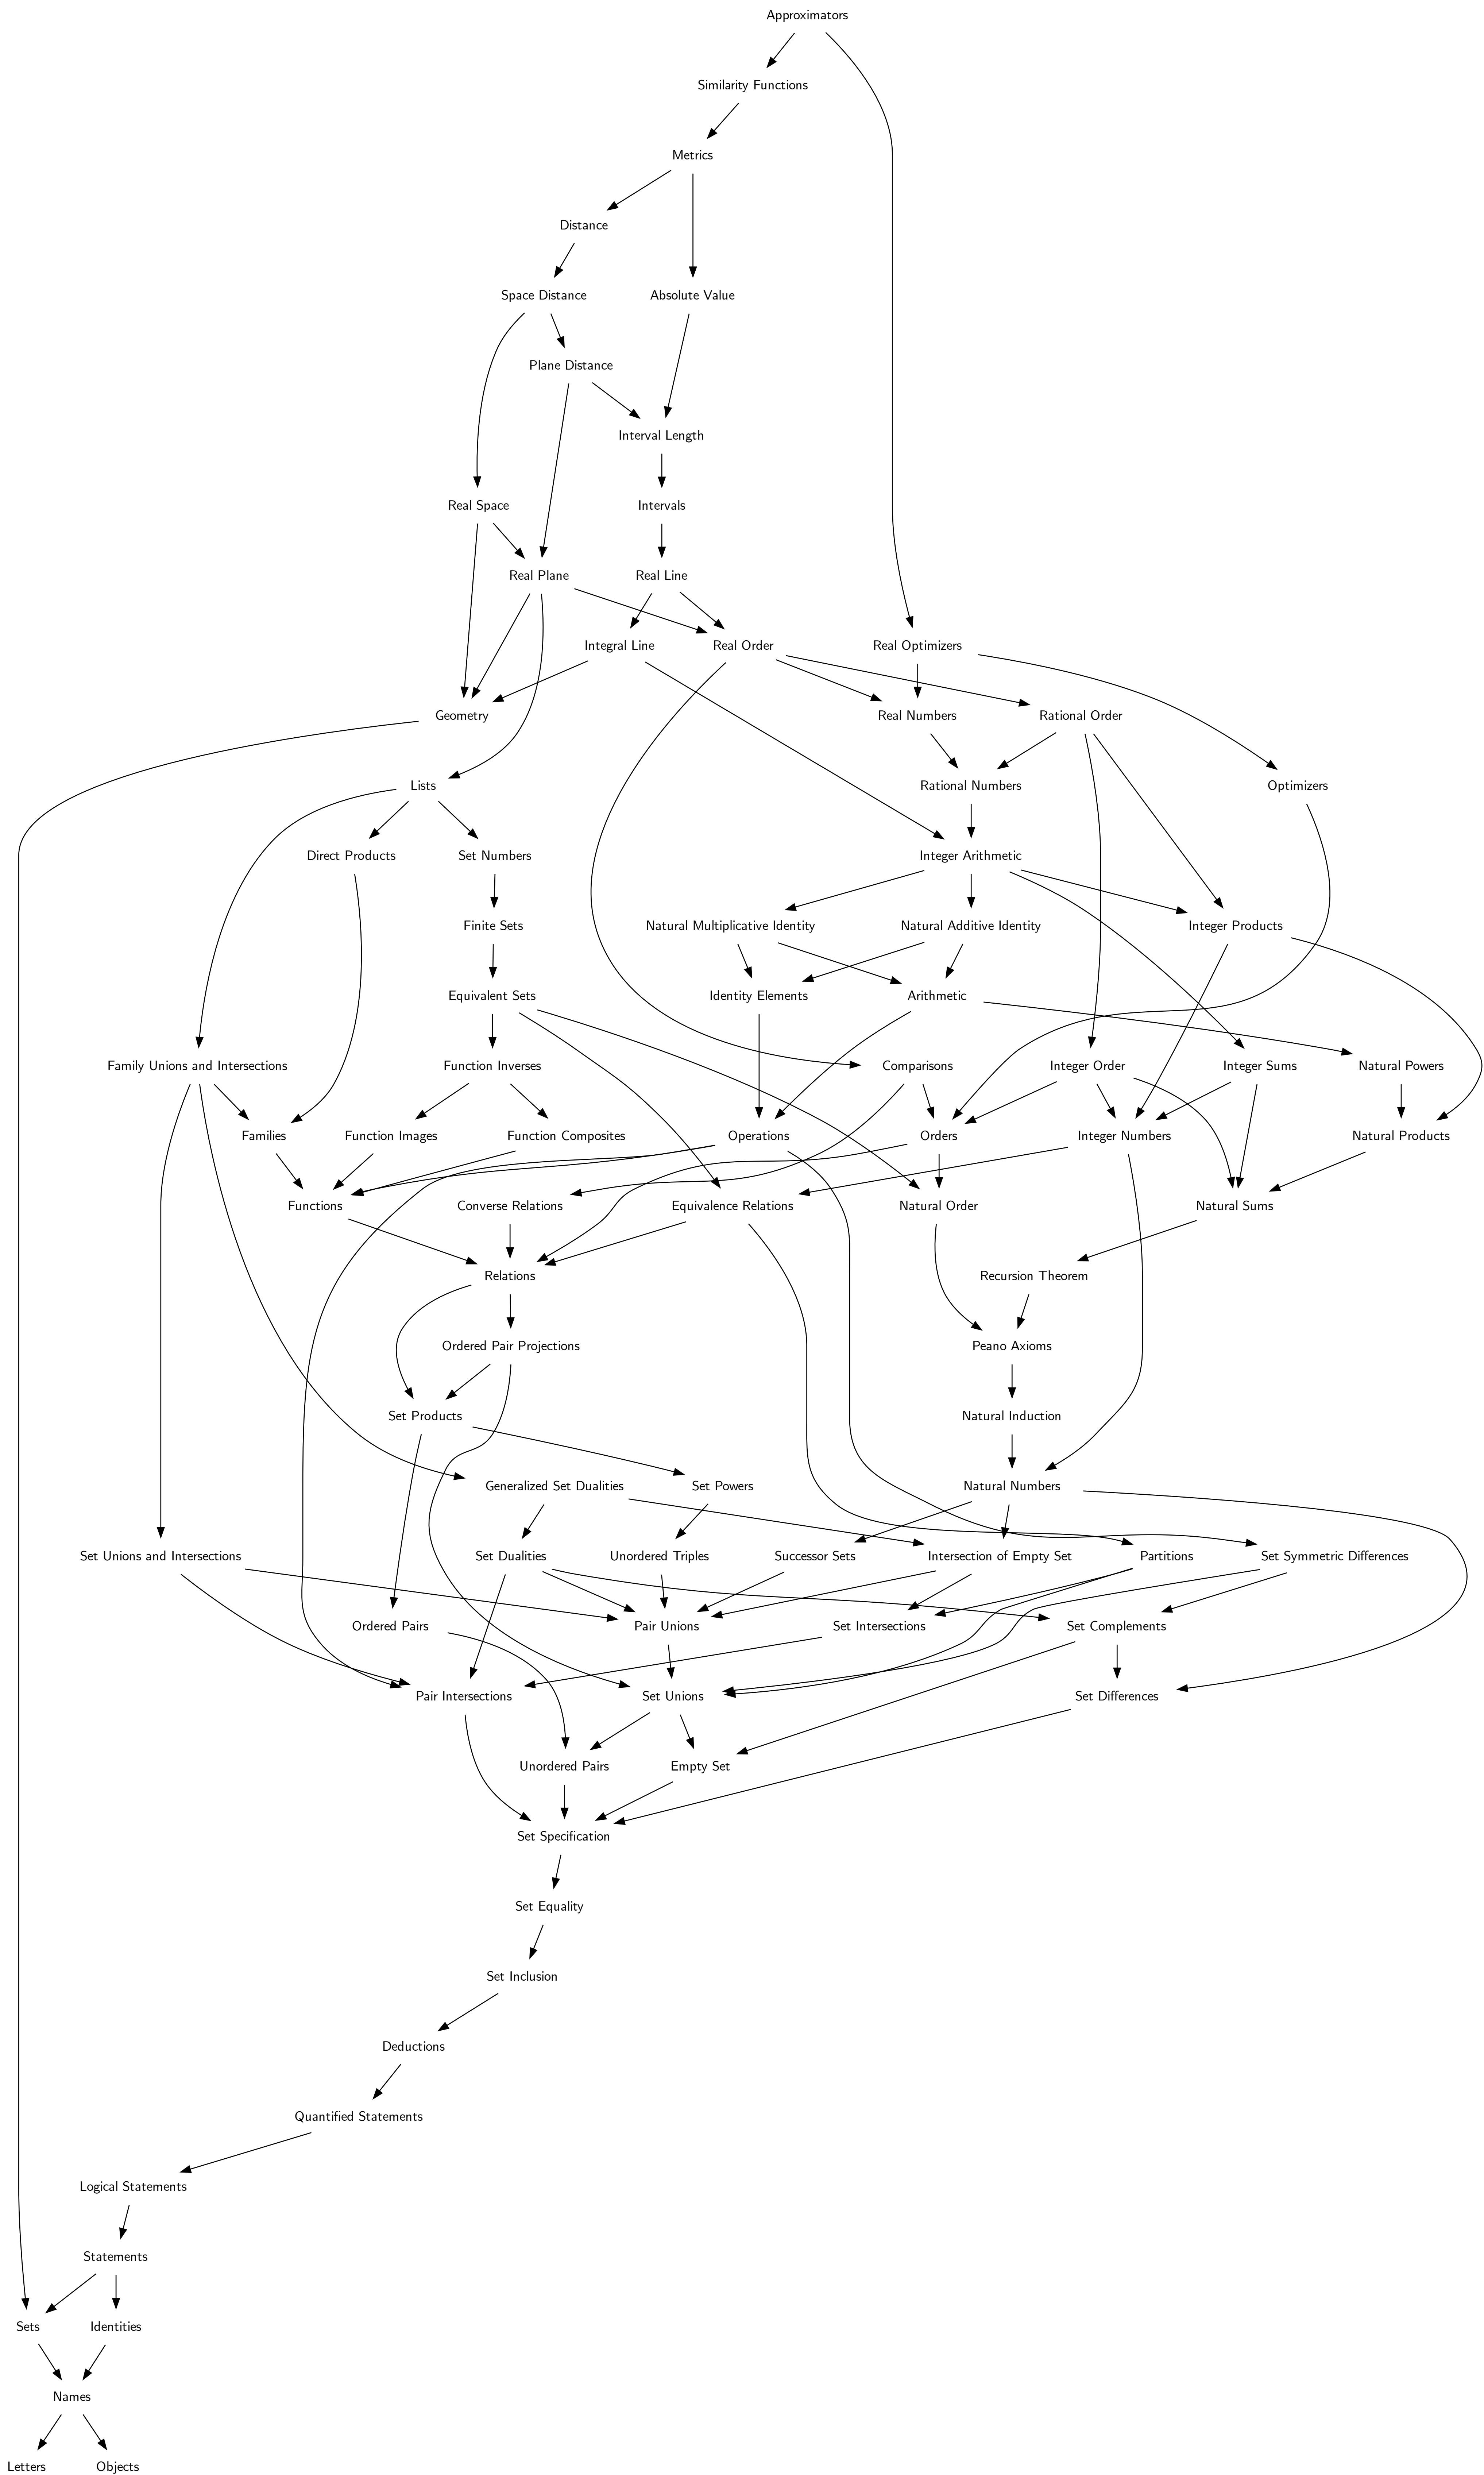 Approximators
Similarity Functions
Metrics
Distance
Space Distance
Absolute Value
Plane Distance
Interval Length
Real Space
Intervals
Real Plane
Real Line
Integral Line
Real Order
Real Optimizers
Geometry
Real Numbers
Rational Order
Lists
Rational Numbers
Optimizers
Direct Products
Set Numbers
Integer Arithmetic
Finite Sets
Natural Multiplicative Identity
Natural Additive Identity
Integer Products
Equivalent Sets
Identity Elements
Arithmetic
Family Unions and Intersections
Function Inverses
Comparisons
Integer Order
Integer Sums
Natural Powers
Families
Function Images
Function Composites
Operations
Orders
Integer Numbers
Natural Products
Functions
Converse Relations
Equivalence Relations
Natural Order
Natural Sums
Relations
Recursion Theorem
Ordered Pair Projections
Peano Axioms
Set Products
Natural Induction
Generalized Set Dualities
Set Powers
Natural Numbers
Set Unions and Intersections
Set Dualities
Unordered Triples
Successor Sets
Intersection of Empty Set
Partitions
Set Symmetric Differences
Ordered Pairs
Pair Unions
Set Intersections
Set Complements
Pair Intersections
Set Unions
Set Differences
Unordered Pairs
Empty Set
Set Specification
Set Equality
Set Inclusion
Deductions
Quantified Statements
Logical Statements
Statements
Sets
Identities
Names
Letters
Objects